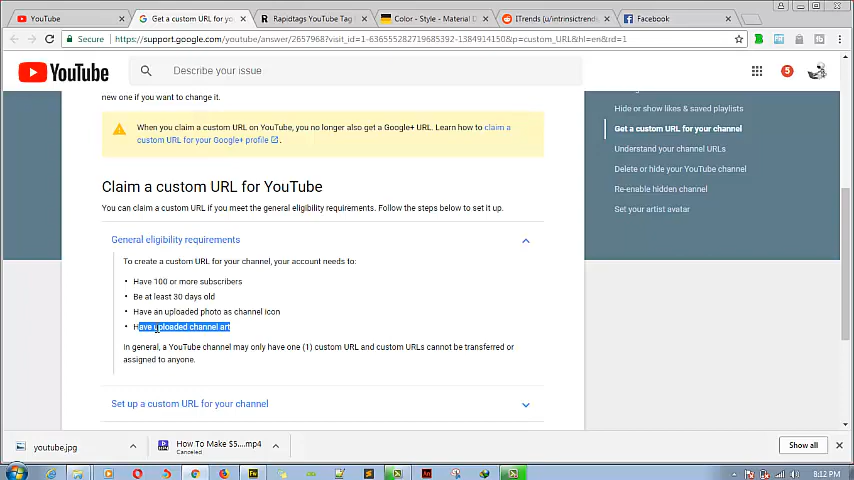 YouTube
Get a custom URL for yo
Rapidtags YouTube Tag
Color - Style - Material D
ITrends (u/intrinsictrend
Facebook
https://support.google.com/youtube/answer/2657968?visit_id=1-636555282719685392-1384914150&p=custom_URL&hl=en&rd=1
YouTube
Describe your issue
5
new one if you want to change it.
When you claim a custom URL on YouTube, you no longer also get a Google+ URL. Learn how to claim a
custom URL for your Google+ profile.
Claim a custom URL for YouTube
You can claim a custom URL if you meet the general eligibility requirements. Follow the steps below to set it up.
General eligibility requirements
To create a custom URL for your channel, your account needs to:
• Have 100 or more subscribers
• Be at least 30 days old
• Have an uploaded photo as channel icon
• Have uploaded channel art
In general, a YouTube channel may only have one (1) custom URL and custom URLs cannot be transferred or
assigned to anyone.
Set up a custom URL for your channel
Hide or show likes & saved playlists
Get a custom URL for your channel
Understand your channel URLs
Delete or hide your YouTube channel
Re-enable hidden channel
Set your artist avatar
youtube.jpg
How To Make $5....mp4
Canceled
Show all
8:12 PM